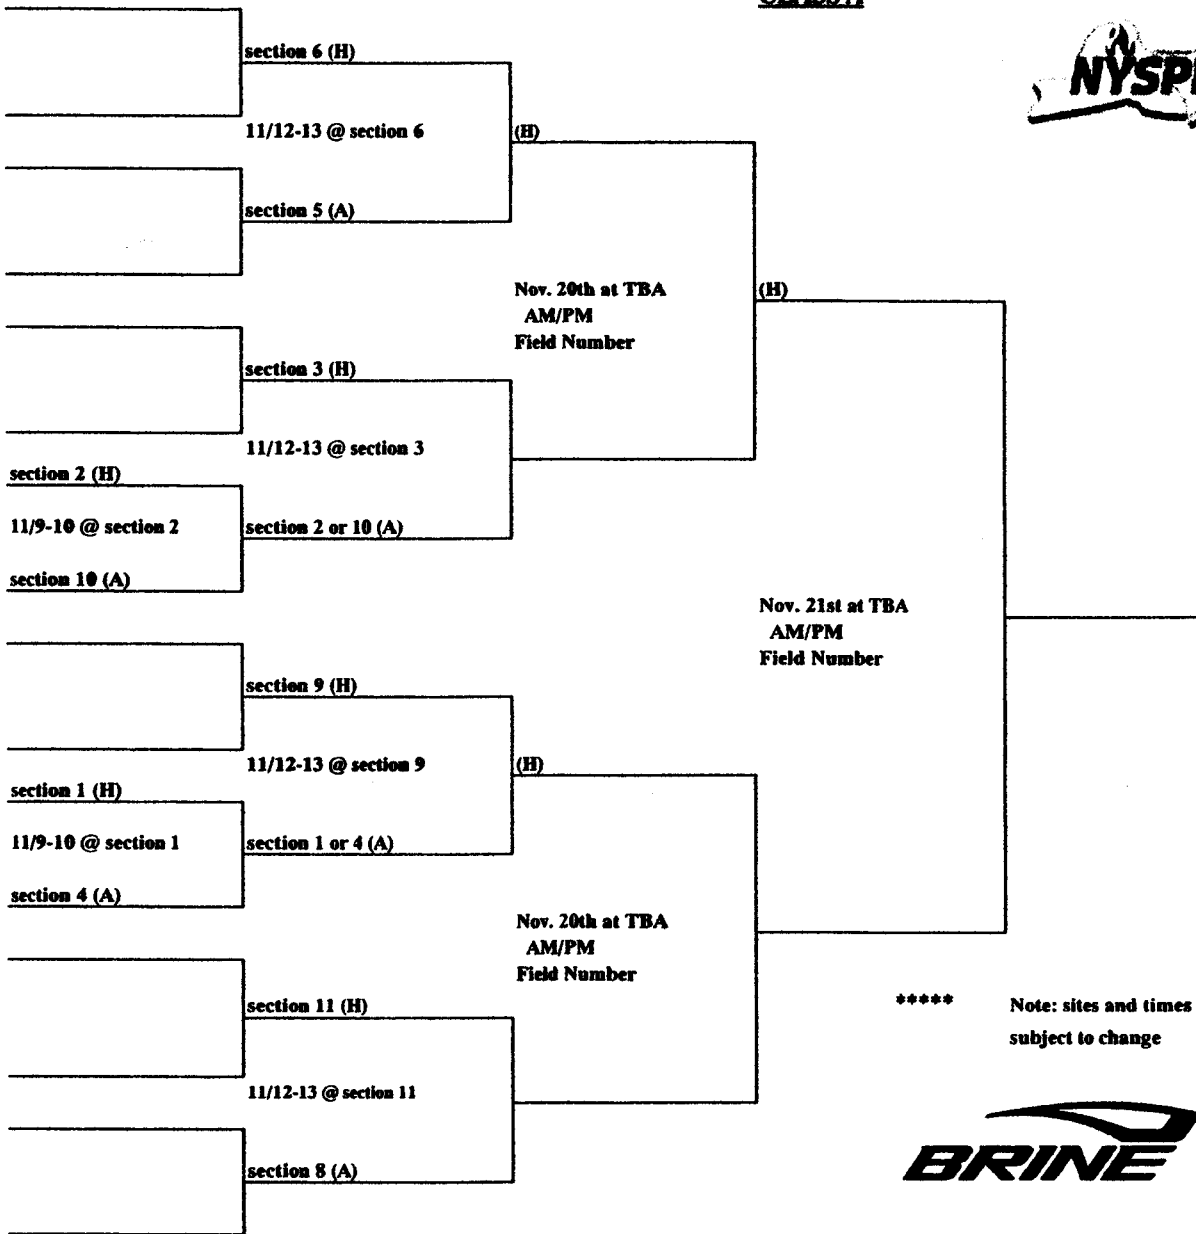 section 6 (H)
11/12-13 @ section 6
(H)
section 5 (A)
Nov. 20th at TBA
AM/PM
Field Number
(H)
section 3 (H)
11/12-13 @ section 3
section 2 (H)
11/9-10 @ section 2
section 2 or 10 (A)
section 10 (A)
Nov. 21st at TBA
AM/PM
Field Number
section 9 (H)
11/12-13 @ section 9
(H)
section 1 (H)
11/9-10 @ section 1
section 1 or 4 (A)
section 4 (A)
Nov. 20th at TBA
AM/PM
Field Number
section 11 (H)
***** Note: sites and times
subject to change
11/12-13 @ section 11
section 8 (A)
BRINE